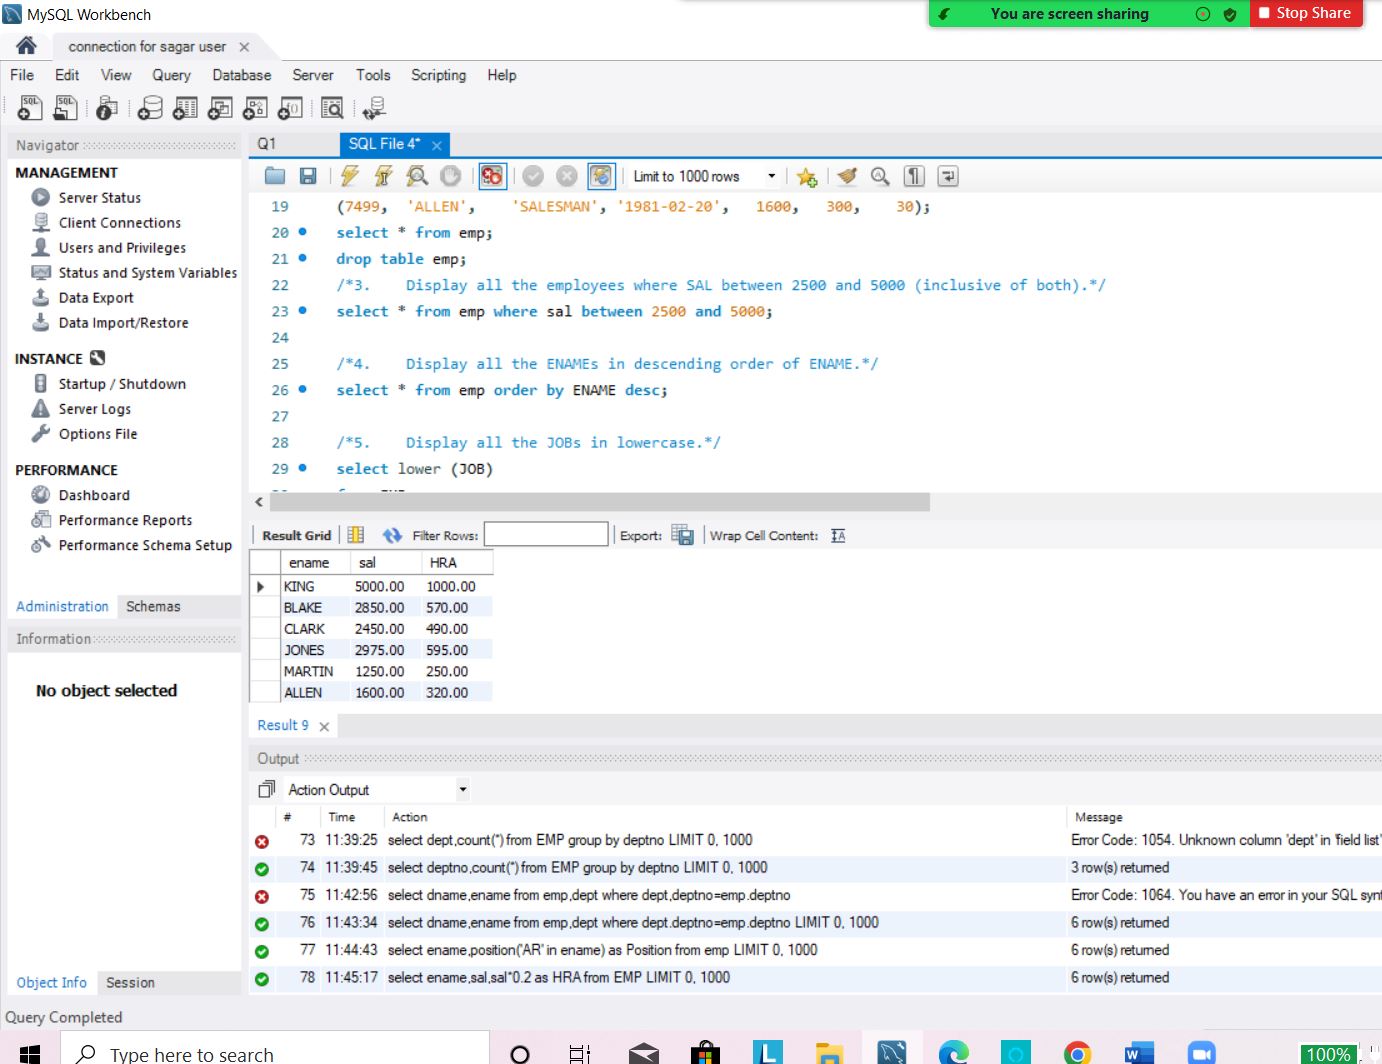 MySQL Workbench
You are screen sharing
Stop Share
connection for sagar user
File Edit View Query Database Server Tools Scripting Help
Navigator
Q1
SQL File 4*
MANAGEMENT
Server Status
Client Connections
Users and Privileges
Status and System Variables
Data Export
Data Import/Restore
INSTANCE
Startup / Shutdown
Server Logs
Options File
PERFORMANCE
Dashboard
Performance Reports
Performance Schema Setup
Administration Schemas
Information
No object selected
Object Info Session
Limit to 1000 rows
19 (7499, 'ALLEN', 'SALESMAN', '1981-02-20', 1600, 300, 30);
20 select * from emp;
21 drop table emp;
22 /*3. Display all the employees where SAL between 2500 and 5000 (inclusive of both).*/
23 select * from emp where sal between 2500 and 5000;
24
25 /*4. Display all the ENAMEs in descending order of ENAME.*/
26 select * from emp order by ENAME desc;
27
28 /*5. Display all the JOBs in lowercase.*/
29 select lower (JOB)
Result Grid Filter Rows: Export: Wrap Cell Content:
ename sal HRA
KING 5000.00 1000.00
BLAKE 2850.00 570.00
CLARK 2450.00 490.00
JONES 2975.00 595.00
MARTIN 1250.00 250.00
ALLEN 1600.00 320.00
Result 9
Output
Action Output
# Time Action Message
73 11:39:25 select dept,count(*) from EMP group by deptno LIMIT 0, 1000 Error Code: 1054. Unknown column 'dept' in 'field list'
74 11:39:45 select deptno,count(*) from EMP group by deptno LIMIT 0, 1000 3 row(s) returned
75 11:42:56 select dname,ename from emp,dept where dept,deptno=emp.deptno Error Code: 1064. You have an error in your SQL synt
76 11:43:34 select dname,ename from emp,dept where dept.deptno=emp.deptno LIMIT 0, 1000 6 row(s) returned
77 11:44:43 select ename,position('AR' in ename) as Position from emp LIMIT 0, 1000 6 row(s) returned
78 11:45:17 select ename,sal,sal*0.2 as HRA from EMP LIMIT 0, 1000 6 row(s) returned
Query Completed
Type here to search
100%